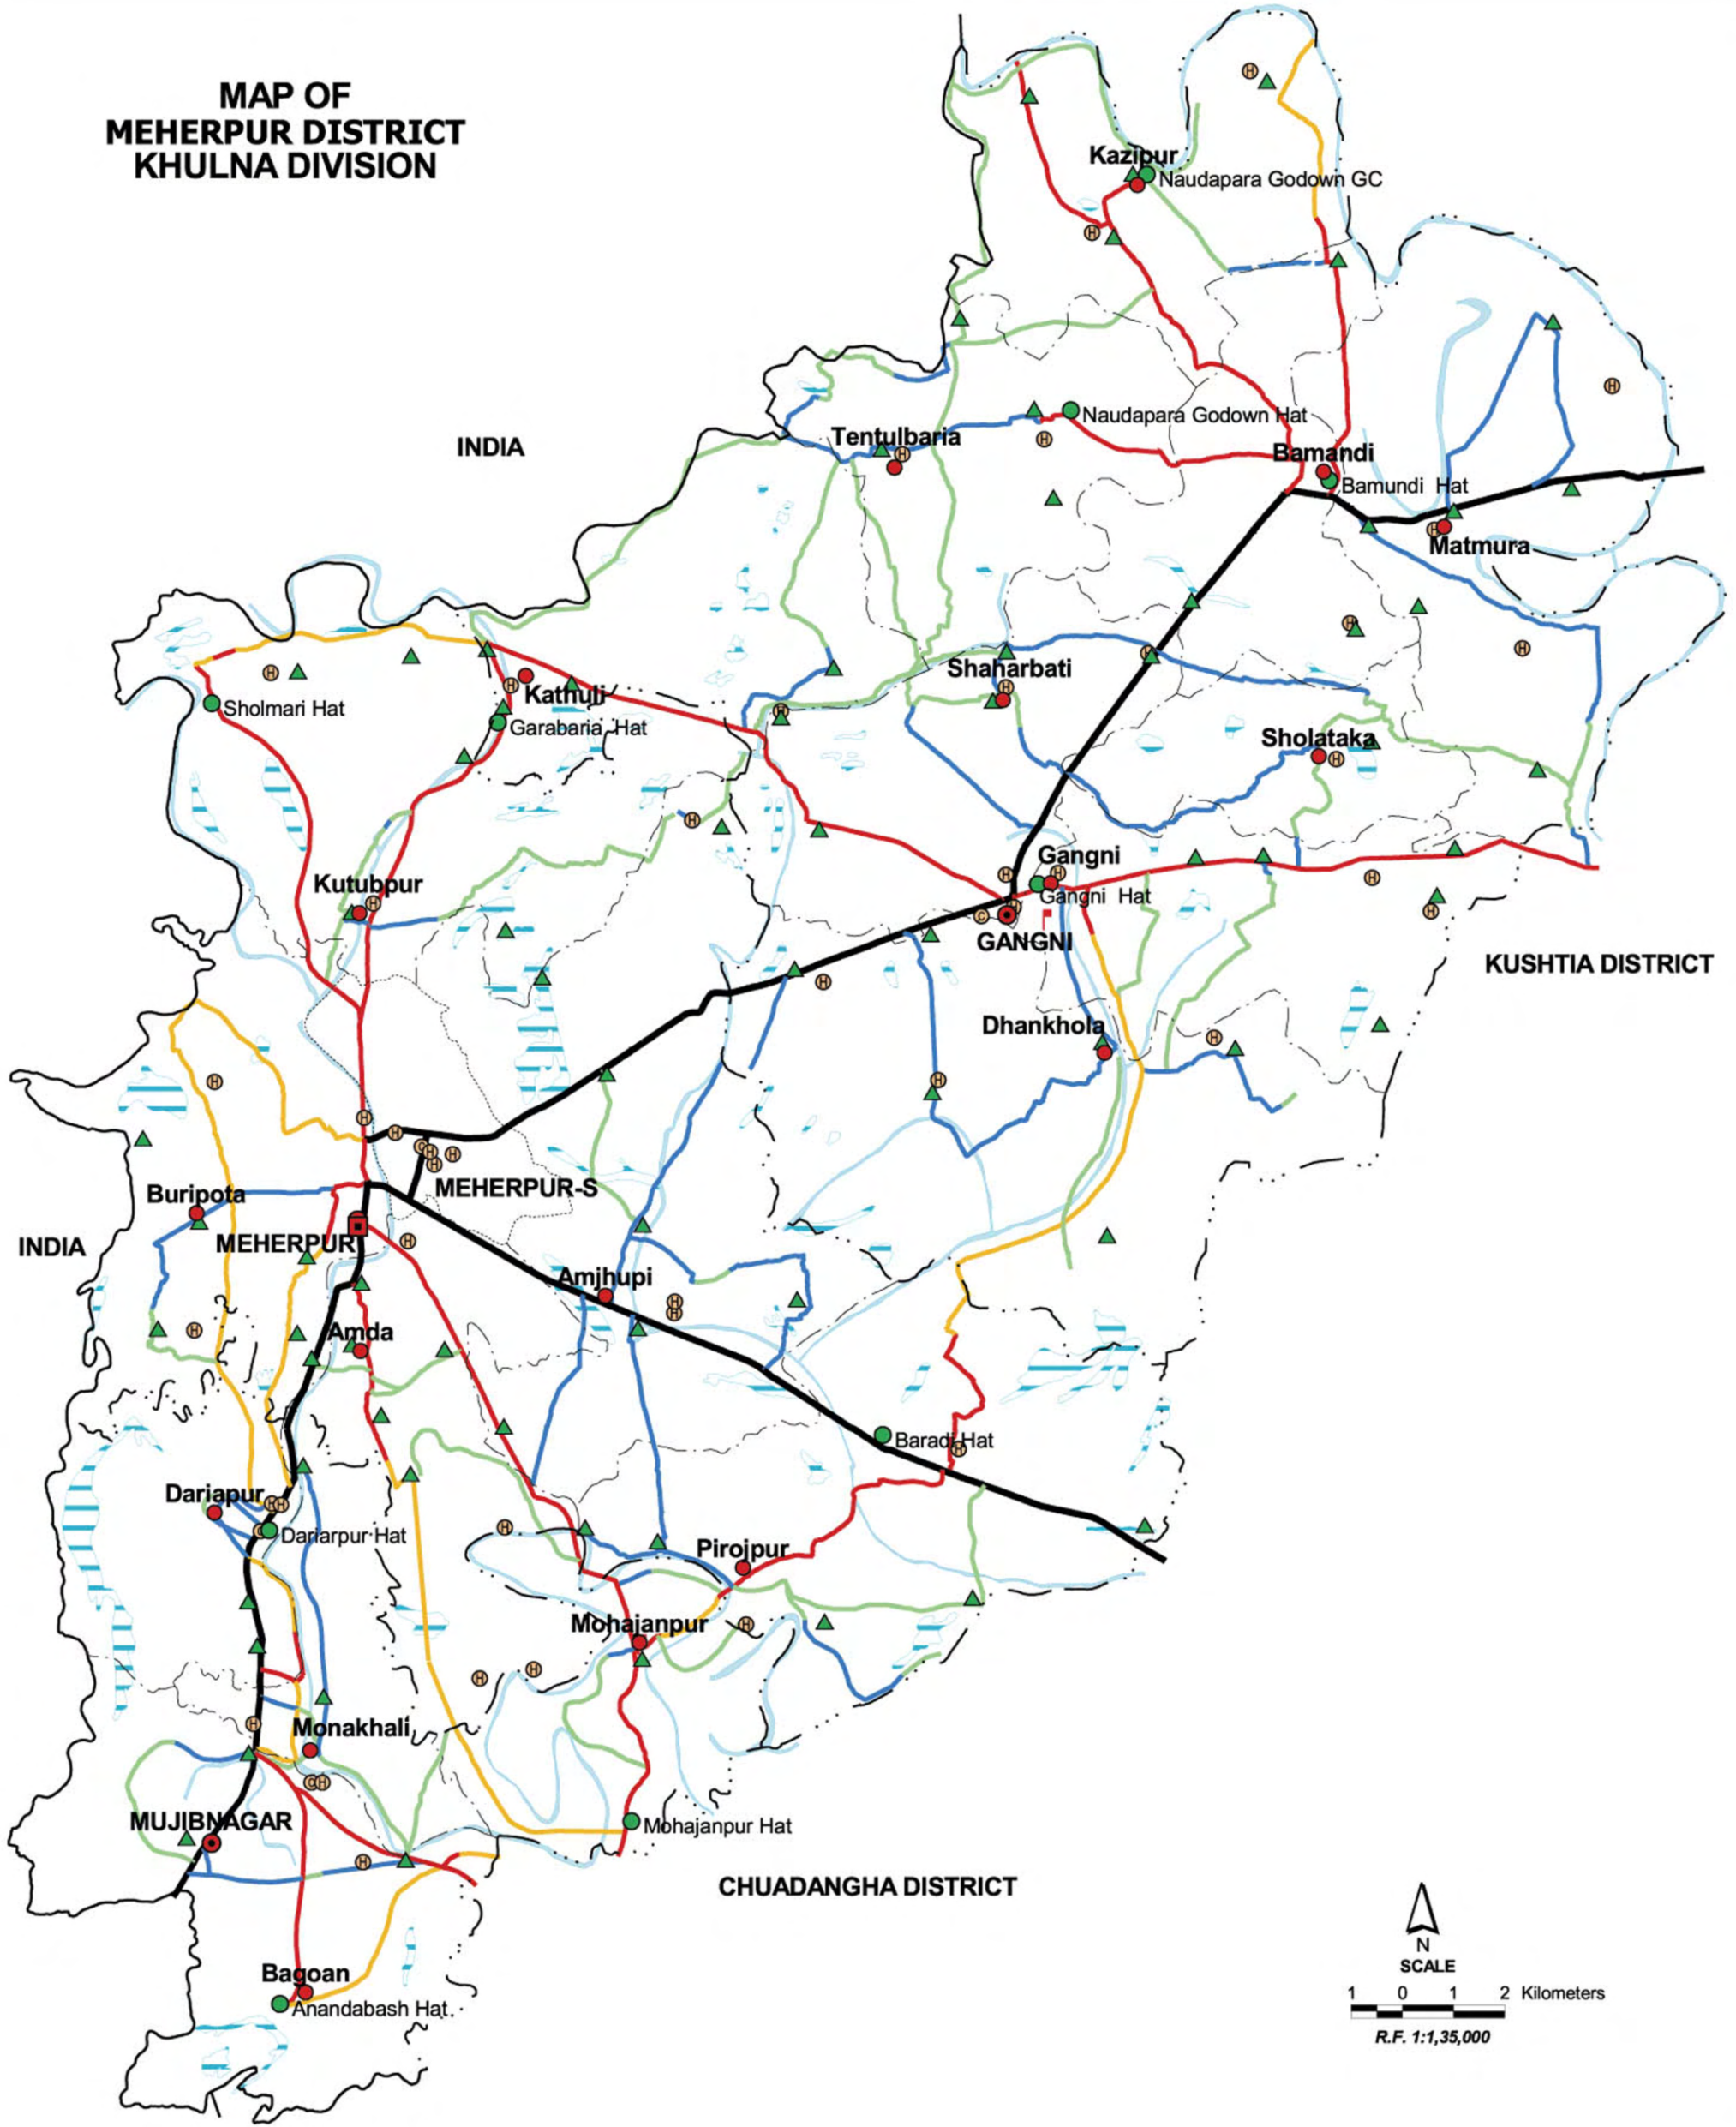 MAP OF
MEHERPUR DISTRICT
KHULNA DIVISION
Kazipur
Naudapara Godown GC
Naudapara Godown Hat
INDIA
Tentulbaria
Bamandi
Bamundi Hat
Matmura
Shaharbati
Kathuli
Sholmari Hat
Garabaria Hat
Sholataka
Gangni
Kutubpur
Gangni Hat
GANGNI
KUSHTIA DISTRICT
Dhankhola
MEHERPUR-S
Buripota
MEHERPUR
INDIA
Amjhupi
Amda
Baradi Hat
Dariapur
Dariarpur Hat
Pirojpur
Mohajanpur
Monakhali
MUJIBNAGAR
Mohajanpur Hat
CHUADANGHA DISTRICT
Bagoan
Anandabash Hat
N
SCALE
1 0 1 2 Kilometers
R.F. 1:1,35,000